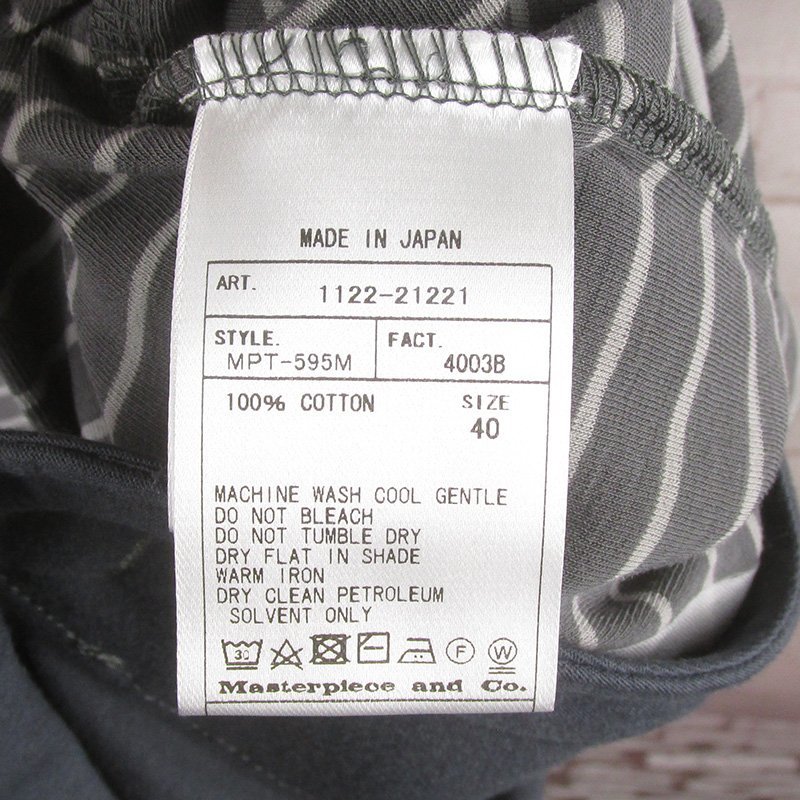 MADE IN JAPAN
ART. 1122-21221
STYLE. FACT.
MPT-595M 4003B
100% COTTON SIZE
40
MACHINE WASH COOL GENTLE
DO NOT BLEACH
DO NOT TUMBLE DRY
DRY FLAT IN SHADE
WARM IRON
DRY CLEAN PETROLEUM
SOLVENT ONLY
30 F W
Masterpiece and Co.